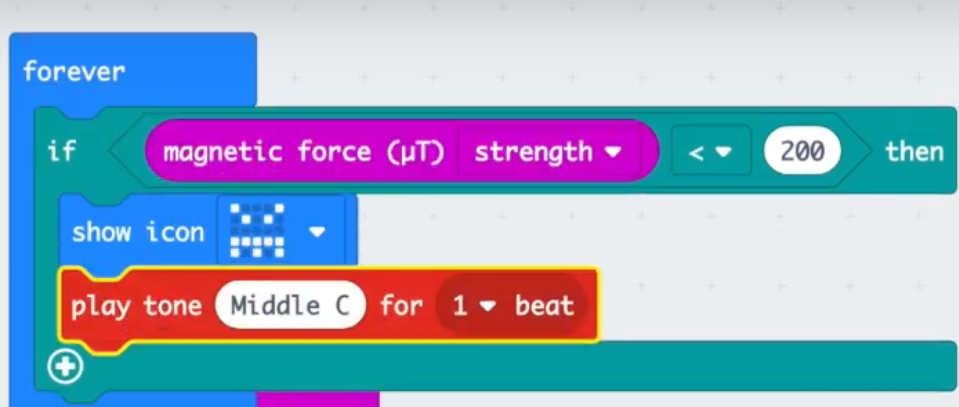 forever
if magnetic force (µT) strength < 200 then
show icon
play tone Middle C for 1 beat